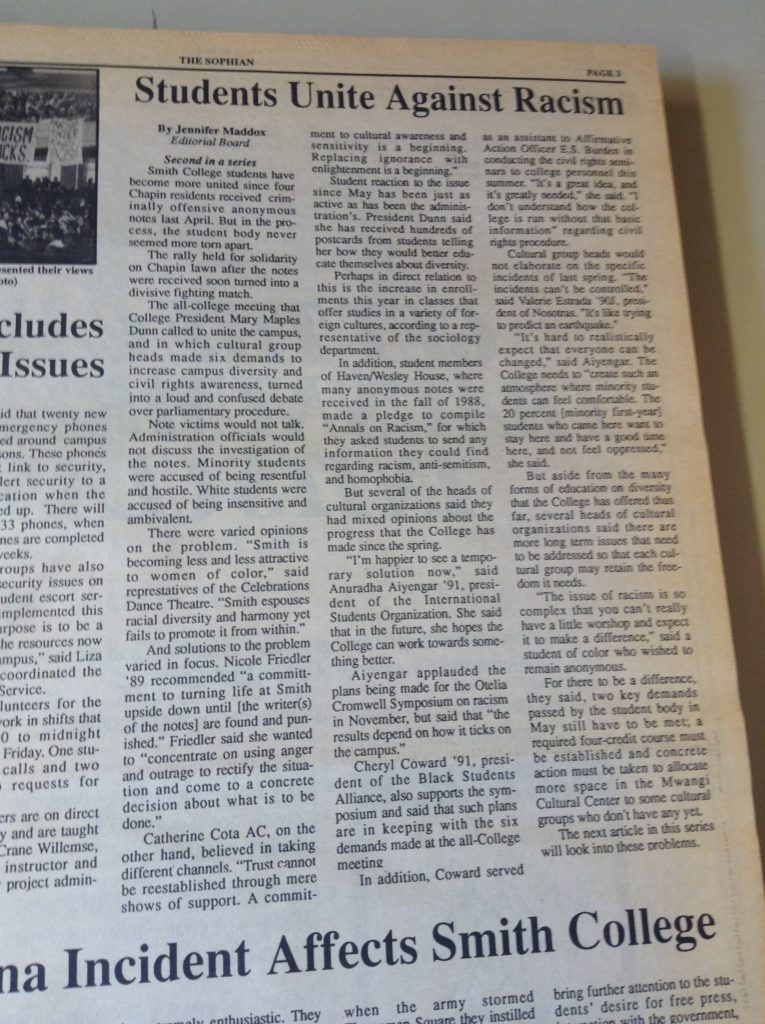 THE SOPHIAN
PAGE 3
CISM
CKS.
esented their views
oto)
cludes
Issues
id that twenty new
mergency phones
ed around campus
ons. These phones
link to security,
lert security to a
cation when the
ed up. There will
33 phones, when
nes are completed
weeks.
roups have also
security issues on
udent escort ser-
implemented this
urpose is to be a
he resources now
ampus," said Liza
coordinated the
Service.
lunteers for the
work in shifts that
0 to midnight
Friday. One stu-
calls and two
requests for
ers are on direct
y and are taught
Crane Willemse,
instructor and
project admin-
Students Unite Against Racism
By Jennifer Maddox
Editorial Board
Second in a series
Smith College students have
become more united since four
Chapin residents received crim-
inally offensive anonymous
notes last April. But in the pro-
cess, the student body never
seemed more torn apart.
The rally held for solidarity
on Chapin lawn after the notes
were received soon turned into a
divisive fighting match.
The all-college meeting that
College President Mary Maples
Dunn called to unite the campus,
and in which cultural group
heads made six demands to
increase campus diversity and
civil rights awareness, turned
into a loud and confused debate
over parliamentary procedure.
Note victims would not talk.
Administration officials would
not discuss the investigation of
the notes. Minority students
were accused of being resentful
and hostile. White students were
accused of being insensitive and
ambivalent.
There were varied opinions
on the problem. "Smith is
becoming less and less attractive
to women of color," said
represtatives of the Celebrations
Dance Theatre. "Smith espouses
racial diversity and harmony yet
fails to promote it from within."
And solutions to the problem
varied in focus. Nicole Friedler
'89 recommended "a committ-
ment to turning life at Smith
upside down until [the writer(s)
of the notes] are found and pun-
ished." Friedler said she wanted
to "concentrate on using anger
and outrage to rectify the situa-
tion and come to a concrete
decision about what is to be
done."
Catherine Cota AC, on the
other hand, believed in taking
different channels. "Trust cannot
be reestablished through mere
shows of support. A commit-
ment to cultural awareness and
sensitivity is a beginning.
Replacing ignorance with
enlightenment is a beginning."
Student reaction to the issue
since May has been just as
active as has been the adminis-
tration's. President Dunn said
she has received hundreds of
postcards from students telling
her how they would better edu-
cate themselves about diversity.
Perhaps in direct relation to
this is the increase in enroll-
ments this year in classes that
offer studies in a variety of for-
eign cultures, according to a rep-
resentative of the sociology
department.
In addition, student members
of Haven/Wesley House, where
many anonymous notes were
received in the fall of 1988,
made a pledge to compile
"Annals on Racism," for which
they asked students to send any
information they could find
regarding racism, anti-semitism,
and homophobia.
But several of the heads of
cultural organizations said they
had mixed opinions about the
progress that the College has
made since the spring.
"I'm happier to see a tempo-
rary solution now," said
Anuradha Aiyengar '91, presi-
dent of the International
Students Organization. She said
that in the future, she hopes the
College can work towards some-
thing better.
Aiyengar applauded the
plans being made for the Otelia
Cromwell Symposium on racism
in November, but said that "the
results depend on how it ticks on
the campus."
Cheryl Coward '91, presi-
dent of the Black Students
Alliance, also supports the sym-
posium and said that such plans
are in keeping with the six
demands made at the all-College
meeting
In addition, Coward served
as an assistant to Affirmative
Action Officer E.S. Burden in
conducting the civil rights semi-
nars to college personnel this
summer. "It's a great idea, and
it's greatly needed," she said. "I
don't understand how the col-
lege is run without that basic
information" regarding civil
rights procedure.
Cultural group heads would
not elaborate on the specific
incidents of last spring. "The
incidents can't be controlled,"
said Valerie Estrada '90J, presi-
dent of Nosotras. "It's like trying
to predict an earthquake."
"It's hard to realistically
expect that everyone can be
changed," said Aiyengar. The
College needs to "create such an
atmosphere where minority stu-
dents can feel comfortable. The
20 percent [minority first-year]
students who came here want to
stay here and have a good time
here, and not feel oppressed,"
she said.
But aside from the many
forms of education on diversity
that the College has offered thus
far, several heads of cultural
organizations said there are
more long term issues that need
to be addressed so that each cul-
tural group may retain the free-
dom it needs.
"The issue of racism is so
complex that you can't really
have a little worshop and expect
it to make a difference," said a
student of color who wished to
remain anonymous.
For there to be a difference,
they said, two key demands
passed by the student body in
May still have to be met; a
required four-credit course must
be established and concrete
action must be taken to allocate
more space in the Mwangi
Cultural Center to some cultural
groups who don't have any yet.
The next article in this series
will look into these problems.
na Incident Affects Smith College
enthusiastic. They
when the army stormed
Square they instilled
bring further attention to the stu-
dents' desire for free press,
with the government,